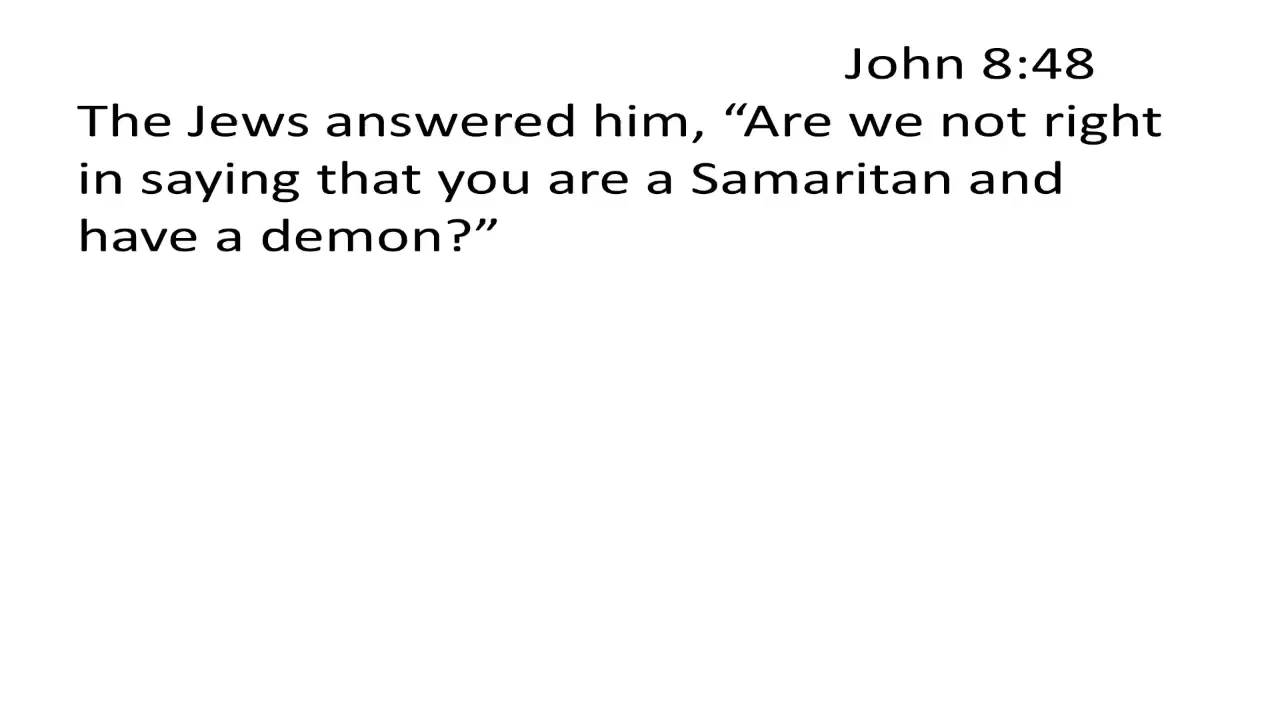 John 8:48
The Jews answered him, “Are we not right
in saying that you are a Samaritan and
have a demon?”